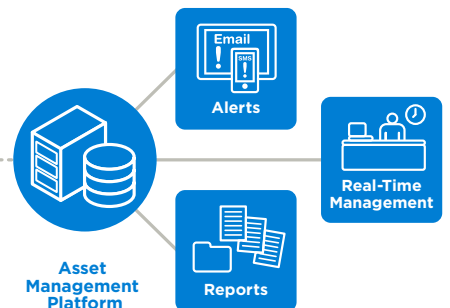 Email
!
SMS
!
Alerts
Real-Time
Management
Asset
Management
Platform
Reports